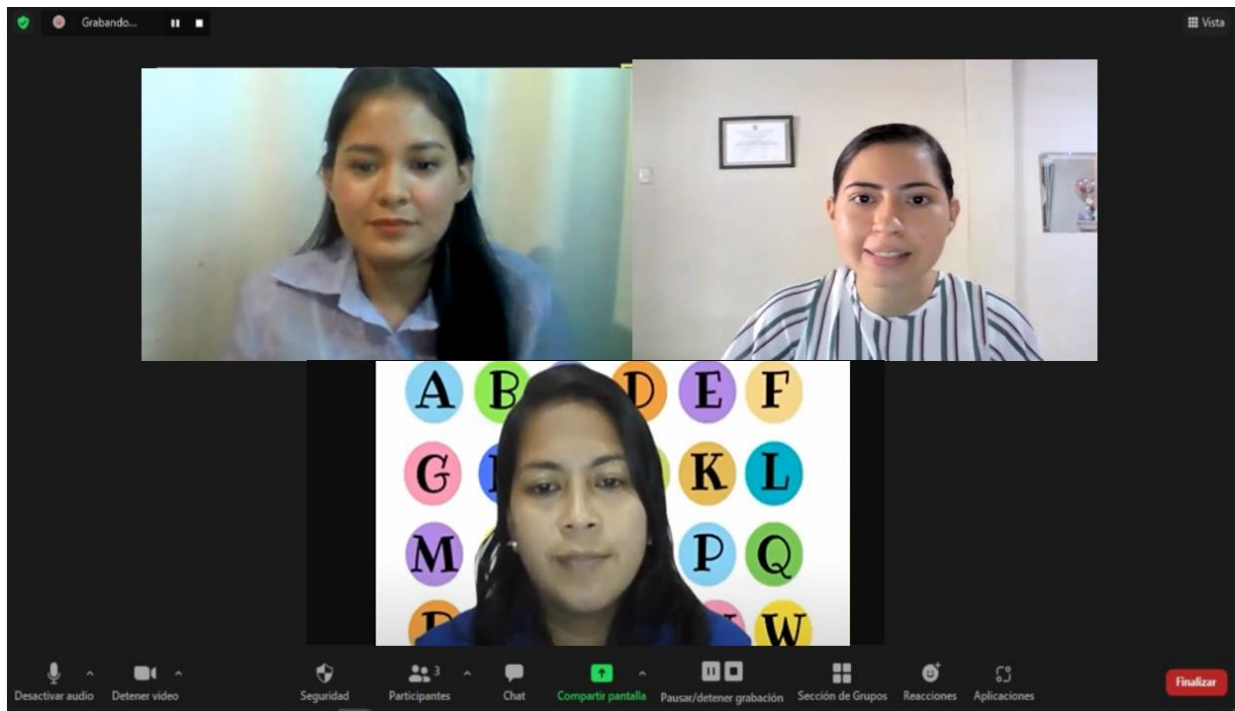 Grabando...
Vista
A B D E F
G K L
M P Q
W
3
Desactivar audio
Detener video
Seguridad
Participantes
Chat
Compartir pantalla
Pausar/detener grabación
Sección de Grupos
Reacciones
Aplicaciones
Finalizar